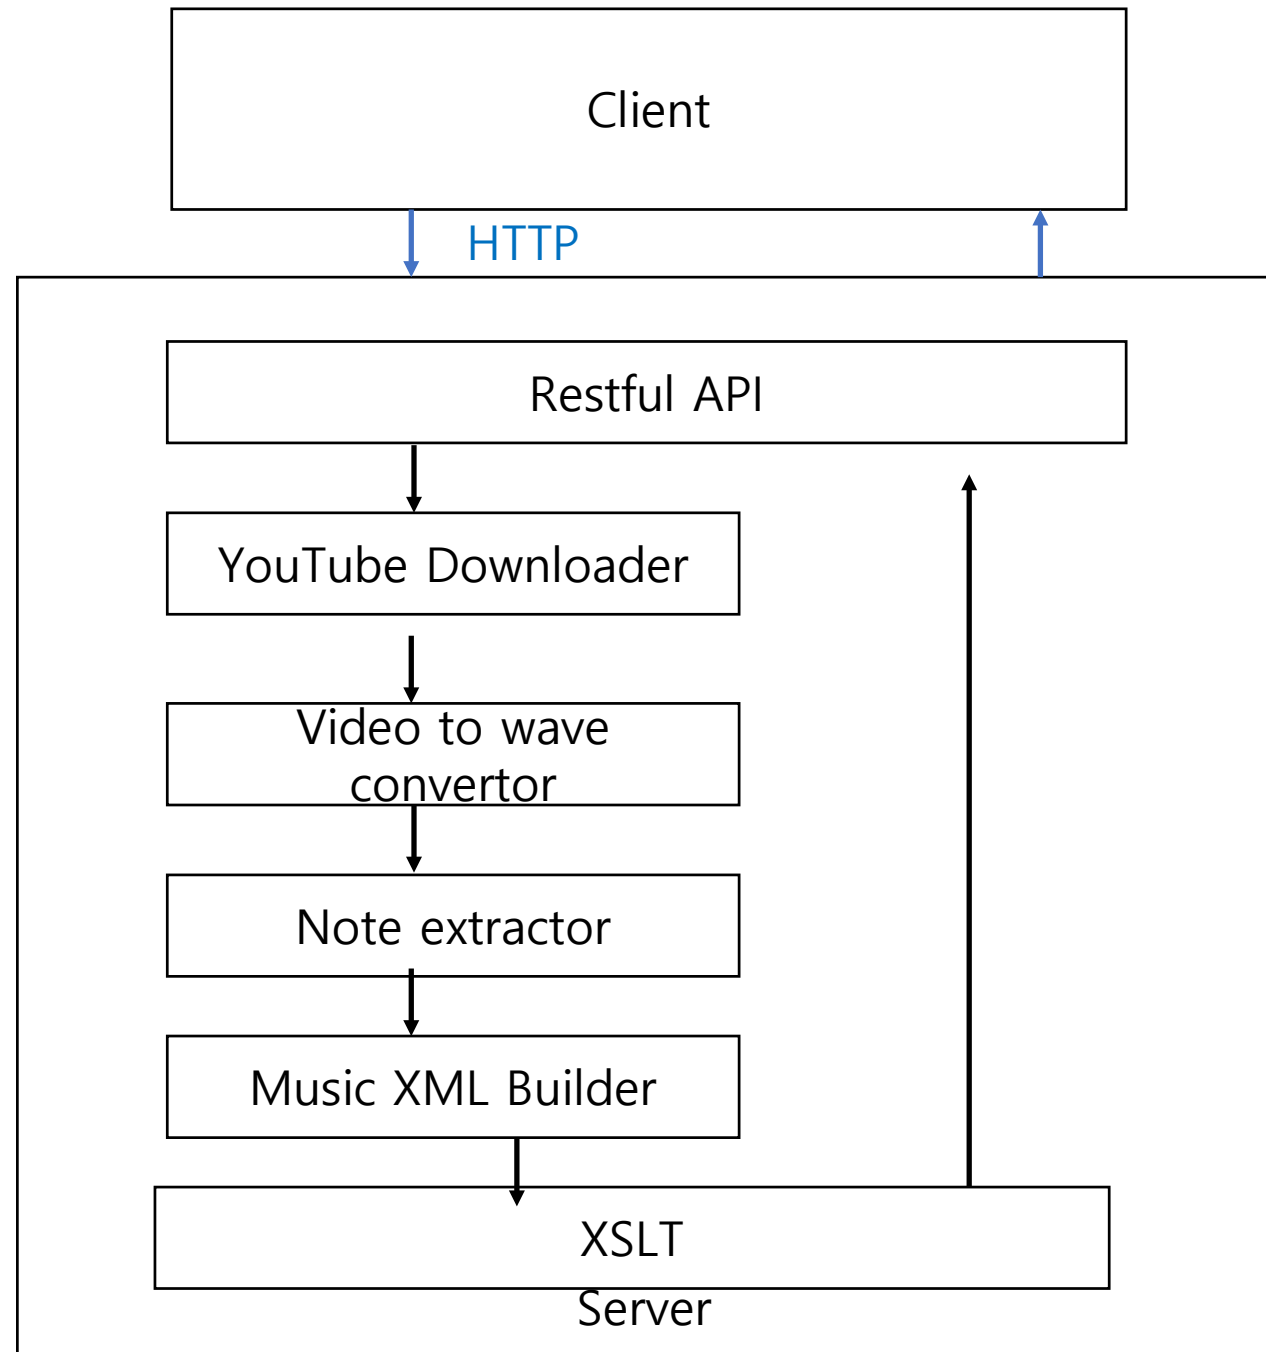 Client
HTTP
Restful API
YouTube Downloader
Video to wave
convertor
Note extractor
Music XML Builder
XSLT
Server